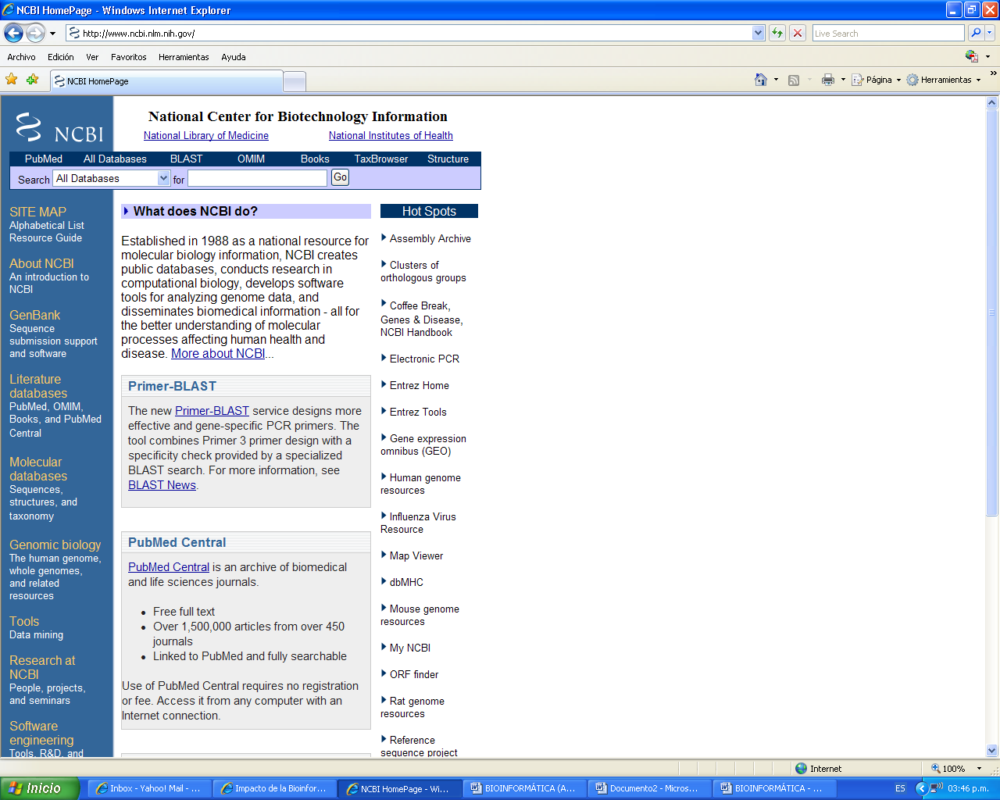 NCBI HomePage - Windows Internet Explorer
http://www.ncbi.nlm.nih.gov/
Live Search
Archivo Edición Ver Favoritos Herramientas Ayuda
NCBI HomePage
Página Herramientas
NCBI
National Center for Biotechnology Information
National Library of Medicine National Institutes of Health
PubMed All Databases BLAST OMIM Books TaxBrowser Structure
Search All Databases for Go
SITE MAP
Alphabetical List
Resource Guide
About NCBI
An introduction to
NCBI
GenBank
Sequence
submission support
and software
Literature
databases
PubMed, OMIM,
Books, and PubMed
Central
Molecular
databases
Sequences,
structures, and
taxonomy
Genomic biology
The human genome,
whole genomes,
and related
resources
Tools
Data mining
Research at
NCBI
People, projects,
and seminars
Software
engineering
Tools, R&D, and
What does NCBI do?
Established in 1988 as a national resource for
molecular biology information, NCBI creates
public databases, conducts research in
computational biology, develops software
tools for analyzing genome data, and
disseminates biomedical information - all for
the better understanding of molecular
processes affecting human health and
disease. More about NCBI...
Primer-BLAST
The new Primer-BLAST service designs more
effective and gene-specific PCR primers. The
tool combines Primer 3 primer design with a
specificity check provided by a specialized
BLAST search. For more information, see
BLAST News.
PubMed Central
PubMed Central is an archive of biomedical
and life sciences journals.
Free full text
Over 1,500,000 articles from over 450
journals
Linked to PubMed and fully searchable
Use of PubMed Central requires no registration
or fee. Access it from any computer with an
Internet connection.
Hot Spots
Assembly Archive
Clusters of
orthologous groups
Coffee Break,
Genes & Disease,
NCBI Handbook
Electronic PCR
Entrez Home
Entrez Tools
Gene expression
omnibus (GEO)
Human genome
resources
Influenza Virus
Resource
Map Viewer
dbMHC
Mouse genome
resources
My NCBI
ORF finder
Rat genome
resources
Reference
sequence project
Internet 100%
Inicio Inbox - Yahoo! Mail - ... Impacto de la Bioinfor... NCBI HomePage - Wi... BIOINFORMÁTICA (A... Documento2 - Micros... BIOINFORMÁTICA - ... ES 03:46 p.m.